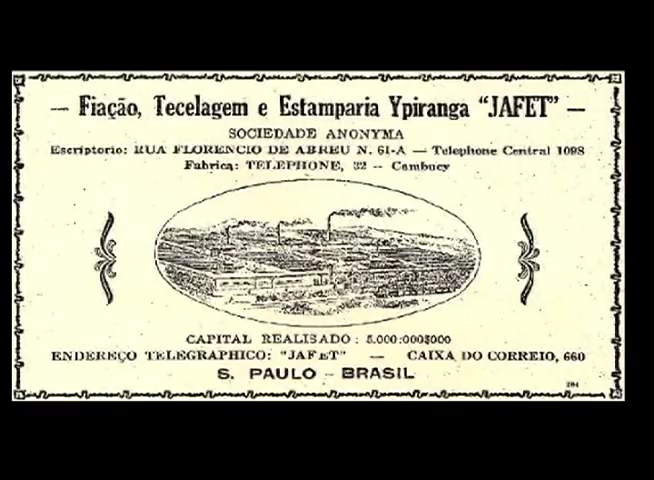 — Fiação, Tecelagem e Estamparia Ypiranga "JAFET" —
SOCIEDADE ANONYMA
Escriptorio: RUA FLORENCIO DE ABREU N. 61-A — Telephone Central 1098
Fabrica: TELEPHONE, 32 -- Cambucy
CAPITAL REALISADO: 5.000:000$000
ENDEREÇO TELEGRAPHICO: "JAFET" — CAIXA DO CORREIO, 660
S. PAULO - BRASIL